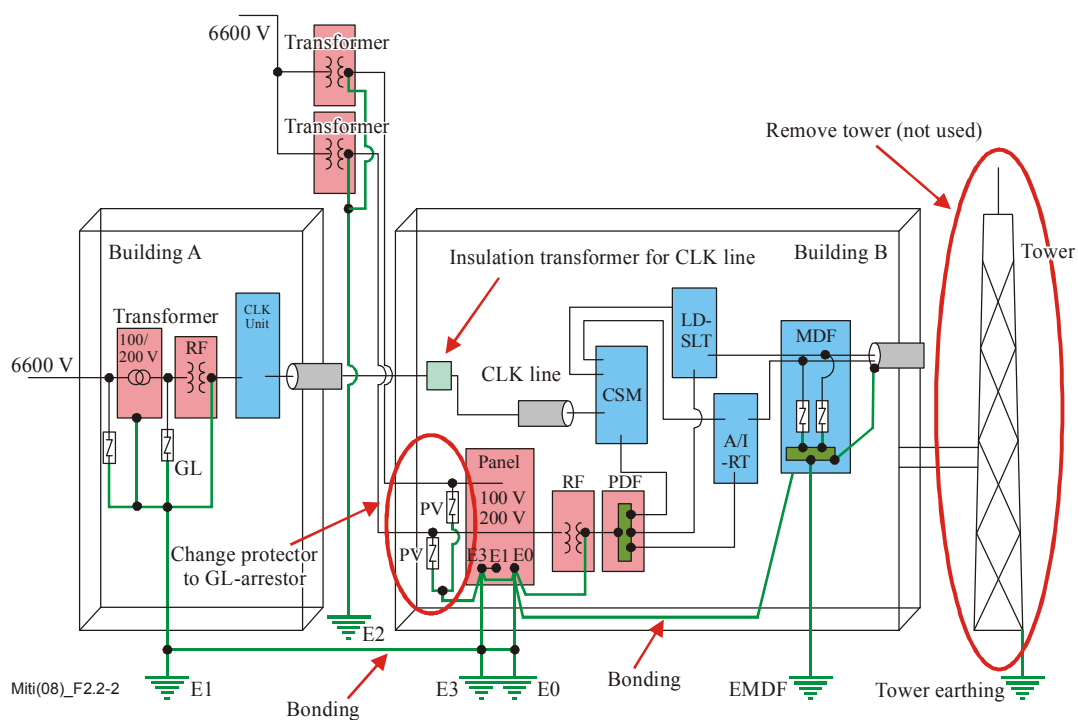 6600 V
Transformer
Transformer
Remove tower (not used)
Building A
Insulation transformer for CLK line
Building B
Tower
Transformer
100/
200 V
RF
CLK
Unit
6600 V
GL
CLK line
CSM
LD-
SLT
MDF
A/I
-RT
Panel
100 V
200 V
RF
PDF
PV
PV
E3
E1
E0
Change protector
to GL-arrestor
E2
Bonding
Miti(08)_F2.2-2
E1
Bonding
E3
E0
EMDF
Tower earthing